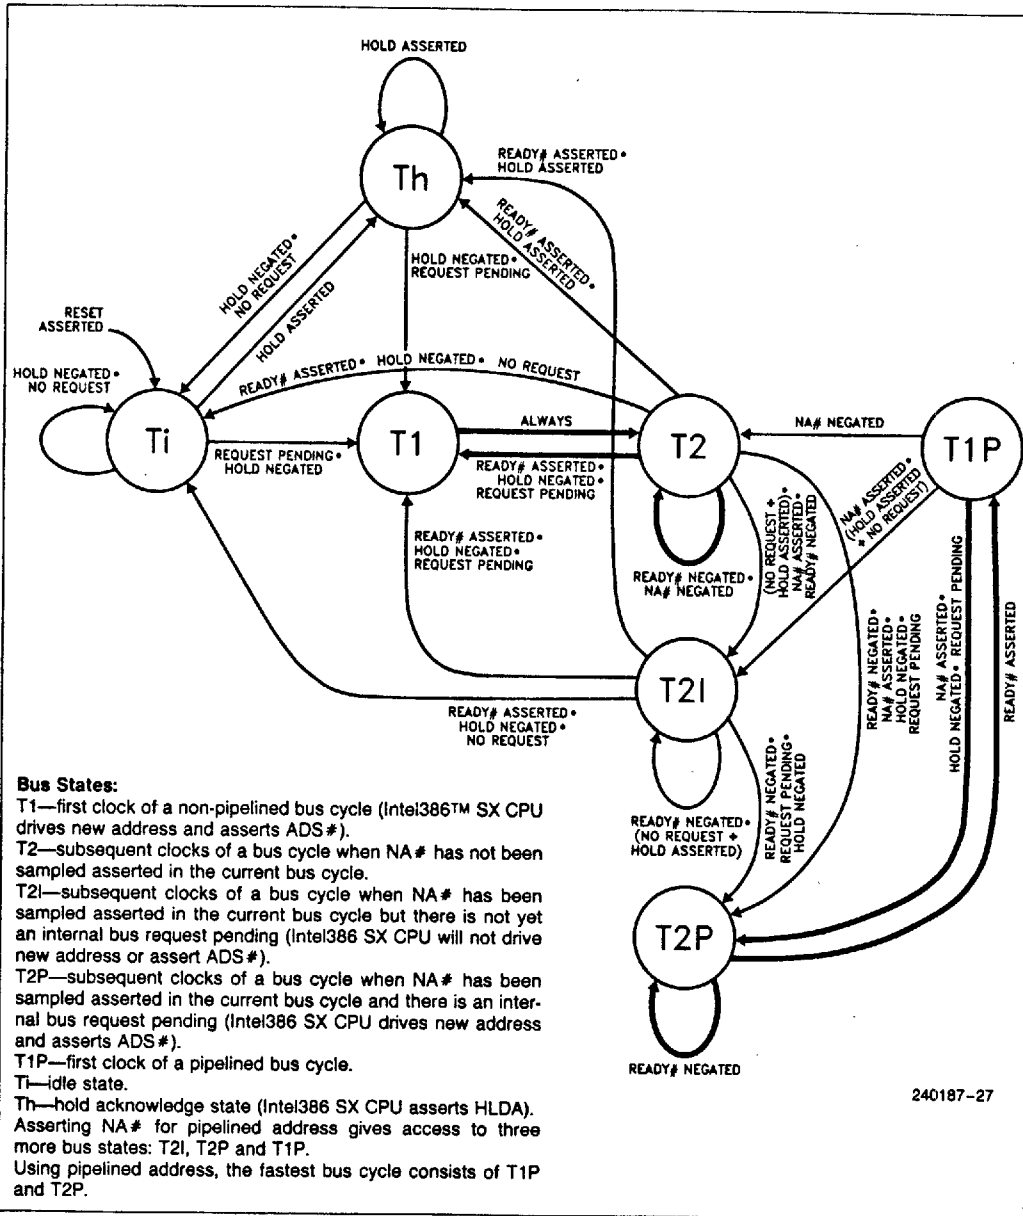 HOLD ASSERTED
Th
READY# ASSERTED•
HOLD ASSERTED
READY# ASSERTED•
HOLD ASSERTED
HOLD NEGATED•
NO REQUEST
HOLD ASSERTED
HOLD NEGATED•
REQUEST PENDING
RESET
ASSERTED
HOLD NEGATED•
NO REQUEST
READY# ASSERTED• HOLD NEGATED• NO REQUEST
Ti
REQUEST PENDING•
HOLD NEGATED
T1
ALWAYS
READY# ASSERTED•
HOLD NEGATED•
REQUEST PENDING
T2
NA# NEGATED
T1P
READY# ASSERTED•
HOLD NEGATED•
REQUEST PENDING
READY# NEGATED•
NA# NEGATED
(NO REQUEST +
HOLD ASSERTED)•
NA# ASSERTED•
READY# NEGATED
NA# ASSERTED•
(HOLD ASSERTED
+ NO REQUEST)
READY# NEGATED•
NA# ASSERTED•
HOLD NEGATED•
REQUEST PENDING
NA# ASSERTED•
HOLD NEGATED• REQUEST PENDING
READY# ASSERTED
T2I
READY# ASSERTED•
HOLD NEGATED•
NO REQUEST
READY# NEGATED•
(NO REQUEST +
HOLD ASSERTED)
READY# NEGATED•
REQUEST PENDING•
HOLD NEGATED
T2P
READY# NEGATED
240187-27
Bus States:
T1—first clock of a non-pipelined bus cycle (Intel386™ SX CPU
drives new address and asserts ADS#).
T2—subsequent clocks of a bus cycle when NA# has not been
sampled asserted in the current bus cycle.
T2I—subsequent clocks of a bus cycle when NA# has been
sampled asserted in the current bus cycle but there is not yet
an internal bus request pending (Intel386 SX CPU will not drive
new address or assert ADS#).
T2P—subsequent clocks of a bus cycle when NA# has been
sampled asserted in the current bus cycle and there is an inter-
nal bus request pending (Intel386 SX CPU drives new address
and asserts ADS#).
T1P—first clock of a pipelined bus cycle.
Ti—idle state.
Th—hold acknowledge state (Intel386 SX CPU asserts HLDA).
Asserting NA# for pipelined address gives access to three
more bus states: T2I, T2P and T1P.
Using pipelined address, the fastest bus cycle consists of T1P
and T2P.